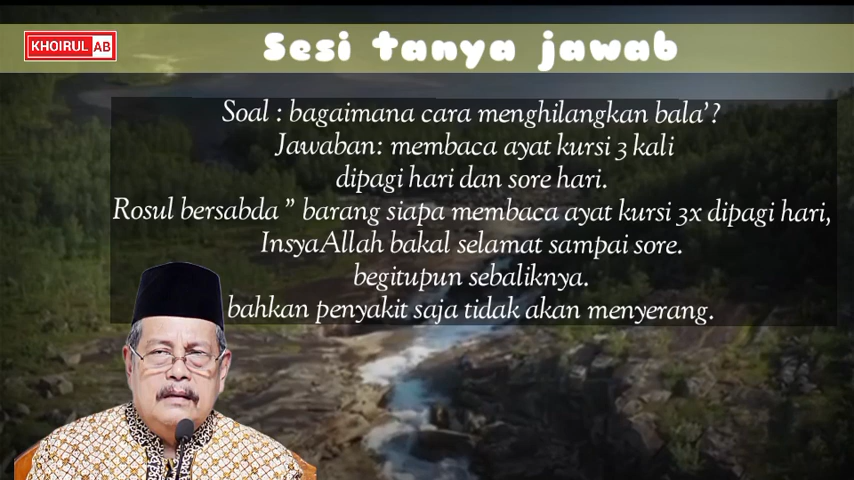 KHOIRUL AB
Sesi tanya jawab
Soal : bagaimana cara menghilangkan bala'?
Jawaban: membaca ayat kursi 3 kali
dipagi hari dan sore hari.
Rosul bersabda " barang siapa membaca ayat kursi 3x dipagi hari,
InsyaAllah bakal selamat sampai sore.
begitupun sebaliknya.
bahkan penyakit saja tidak akan menyerang.